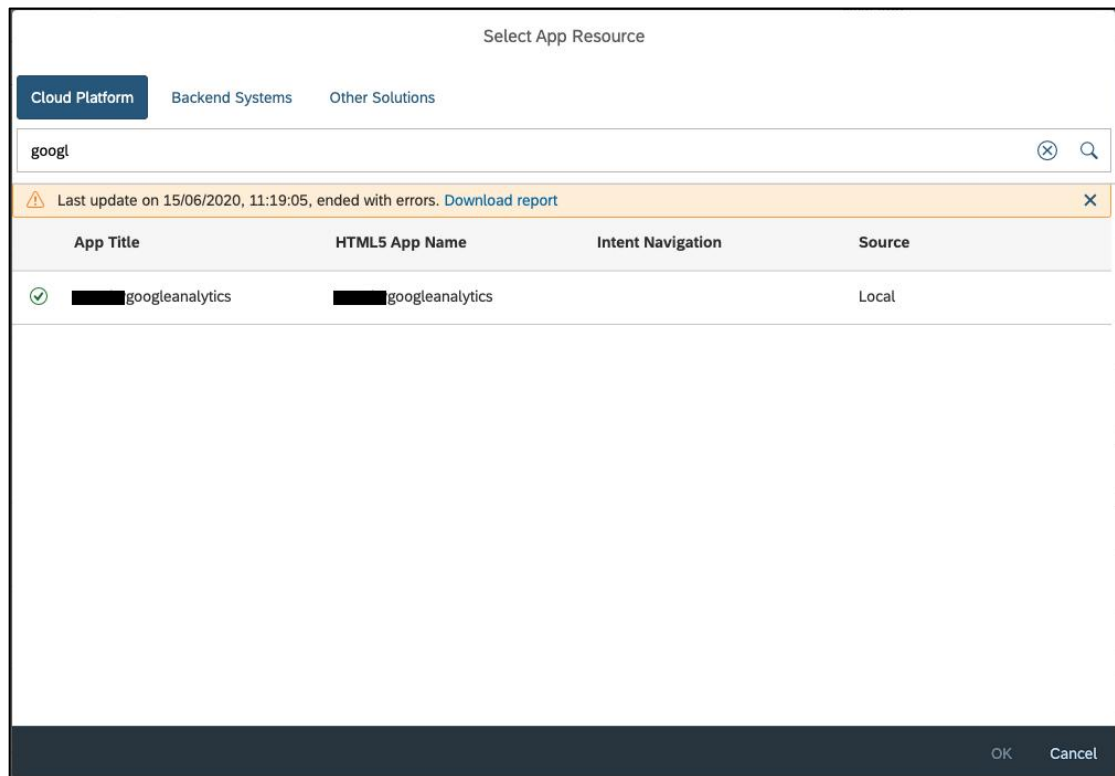 Select App Resource
Cloud Platform Backend Systems Other Solutions
googl
Last update on 15/06/2020, 11:19:05, ended with errors. Download report
App Title HTML5 App Name Intent Navigation Source
googleanalytics googleanalytics Local
OK Cancel